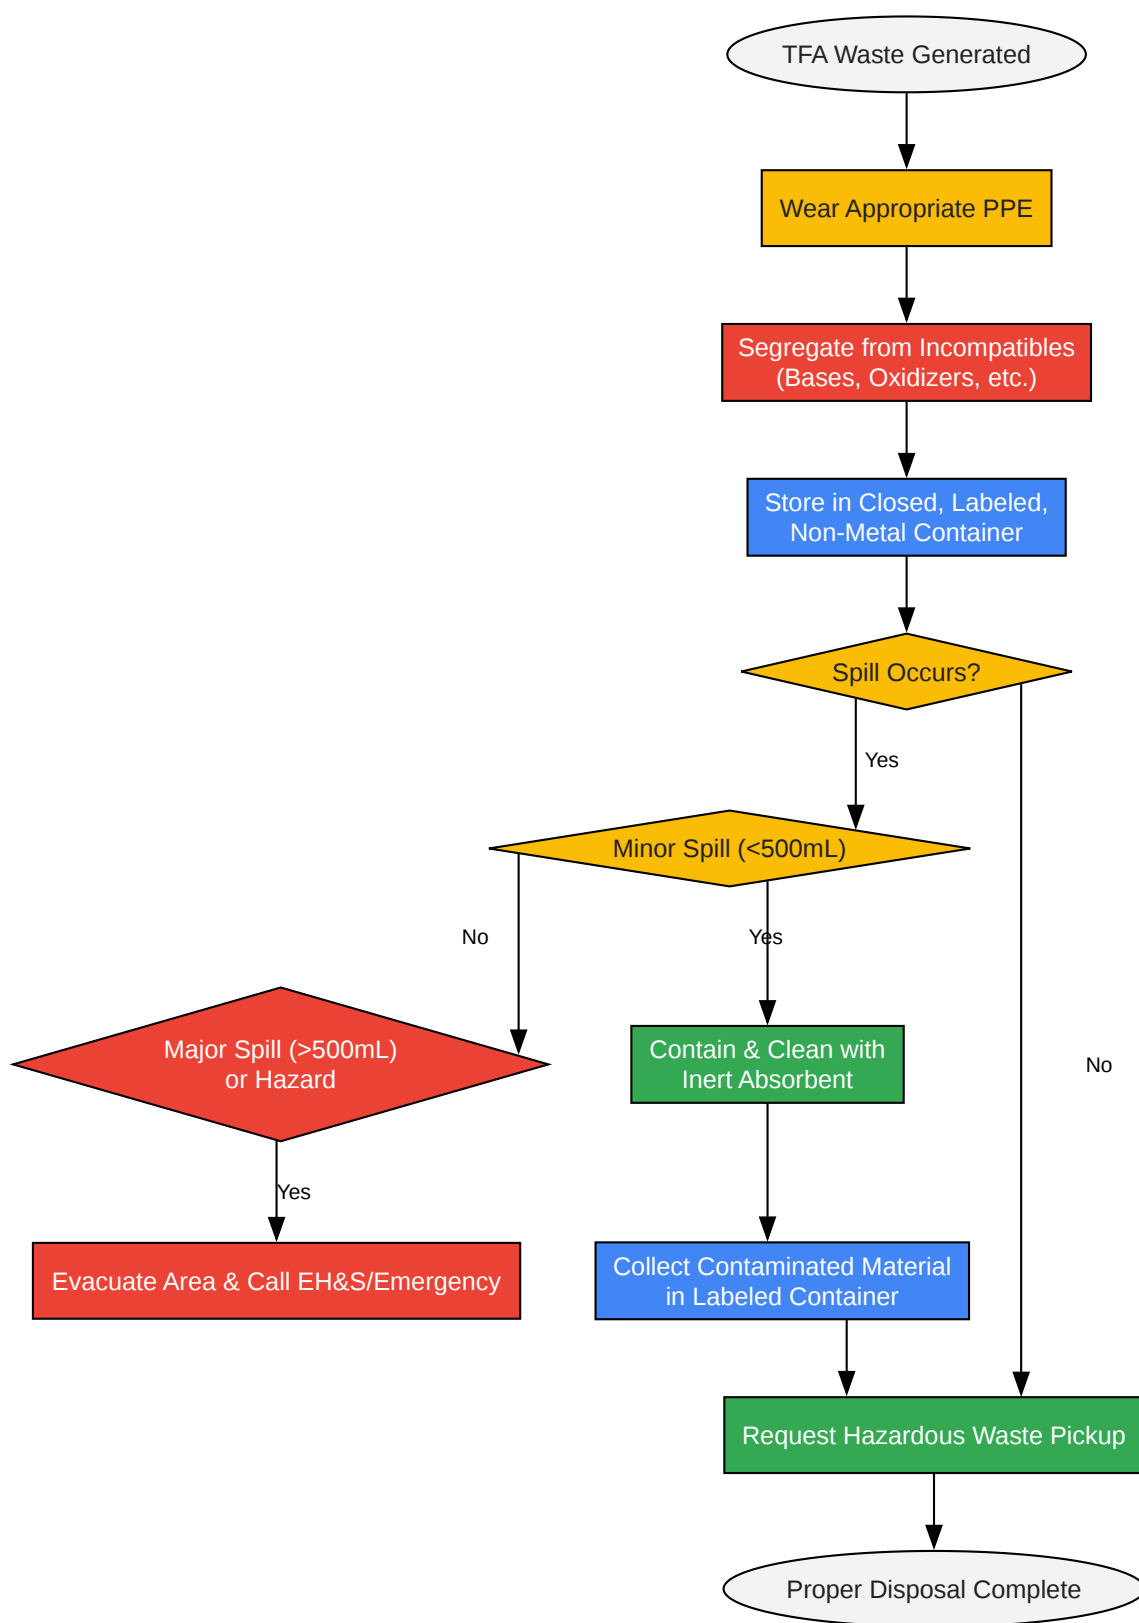 TFA Waste Generated
Wear Appropriate PPE
Segregate from Incompatibles
(Bases, Oxidizers, etc.)
Store in Closed, Labeled,
Non-Metal Container
Spill Occurs?
Yes
Minor Spill (<500mL)
No
Yes
Major Spill (>500mL)
or Hazard
Contain & Clean with
Inert Absorbent
No
Yes
Evacuate Area & Call EH&S/Emergency
Collect Contaminated Material
in Labeled Container
Request Hazardous Waste Pickup
Proper Disposal Complete